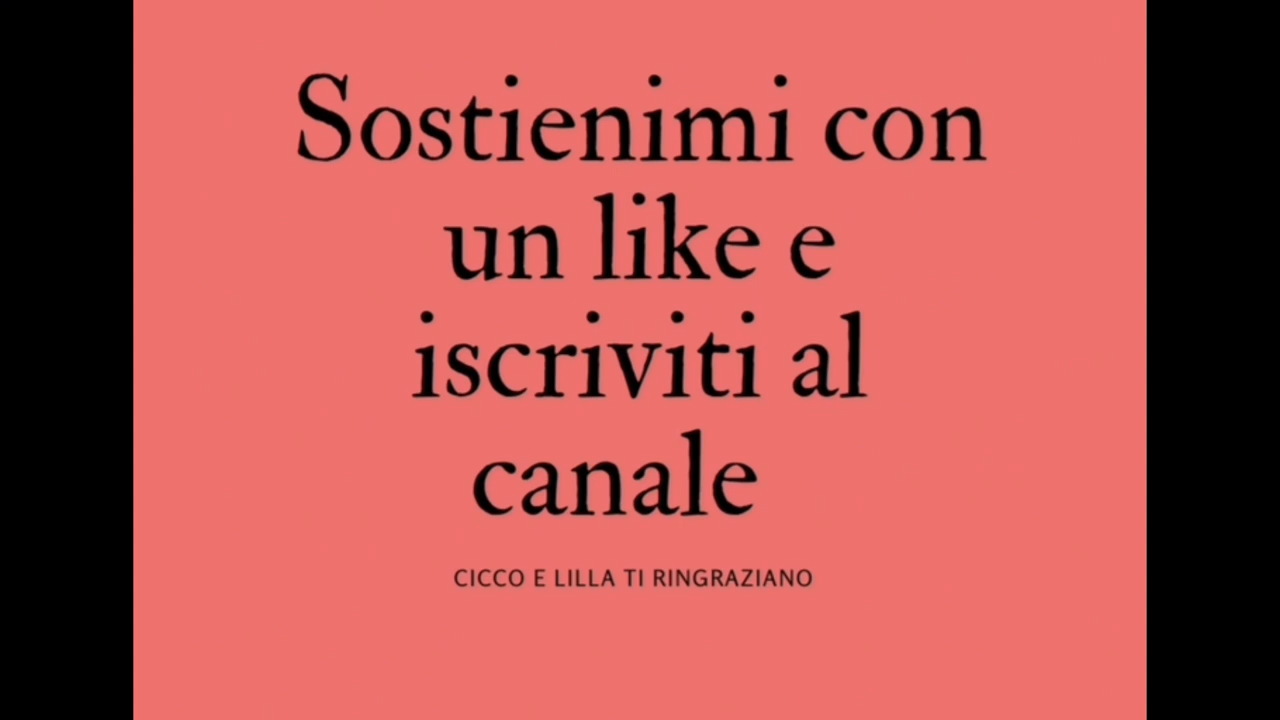 Sostienimi con
un like e
iscriviti al
canale
CICCO E LILLA TI RINGRAZIANO